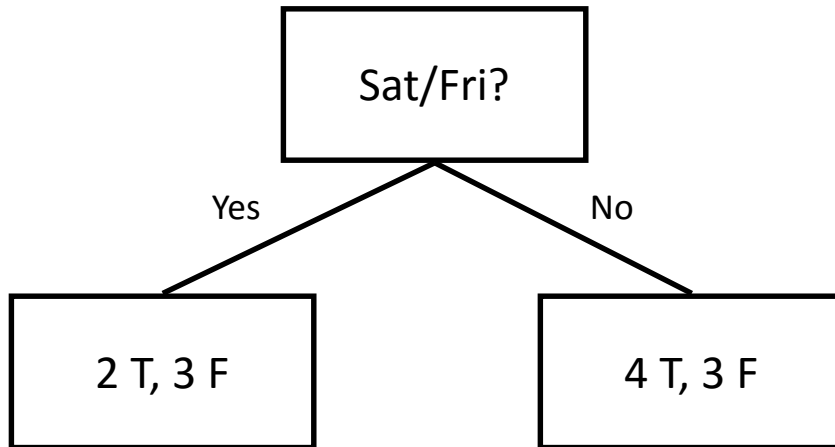 Sat/Fri?
Yes
No
2 T, 3 F
4 T, 3 F